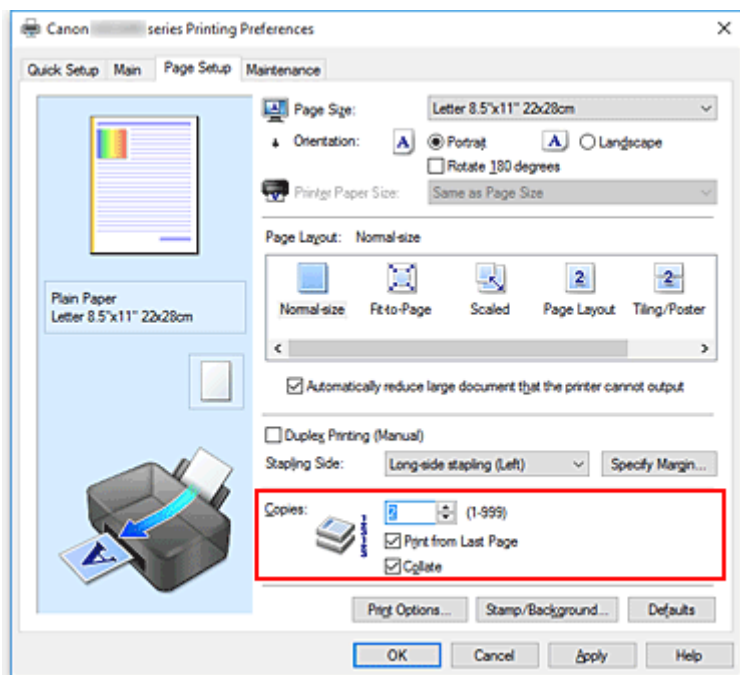 Canon series Printing Preferences
Quick Setup Main Page Setup Maintenance
Page Size: Letter 8.5"x11" 22x28cm
Orientation: A Portrait A Landscape
Rotate 180 degrees
Printer Paper Size: Same as Page Size
Page Layout: Normal-size
2 2
Normal-size Fit-to-Page Scaled Page Layout Tiling/Poster
Plain Paper
Letter 8.5"x11" 22x28cm
Automatically reduce large document that the printer cannot output
Duplex Printing (Manual)
Stapling Side: Long-side stapling (Left) Specify Margin...
Copies: 2 (1-999)
Print from Last Page
Collate
A
Print Options... Stamp/Background... Defaults
OK Cancel Apply Help